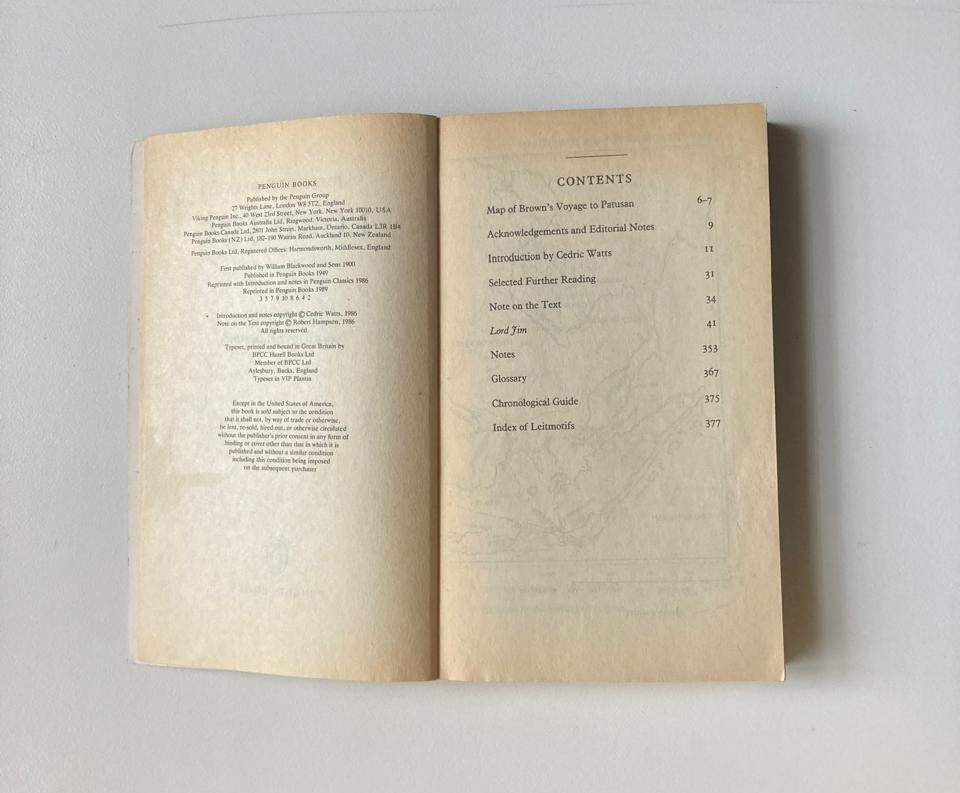 PENGUIN BOOKS
Published by the Penguin Group
27 Wrights Lane, London W8 5TZ, England
Viking Penguin Inc., 40 West 23rd Street, New York, New York 10010, USA
Penguin Books Australia Ltd, Ringwood, Victoria, Australia
Penguin Books Canada Ltd, 2801 John Street, Markham, Ontario, Canada L3R 1B4
Penguin Books (NZ) Ltd, 182–190 Wairau Road, Auckland 10, New Zealand
Penguin Books Ltd, Registered Offices: Harmondsworth, Middlesex, England
First published by William Blackwood and Sons 1900
Published in Penguin Books 1949
Reprinted with Introduction and notes in Penguin Classics 1986
Reprinted in Penguin Books 1989
3 5 7 9 10 8 6 4 2
Introduction and notes copyright © Cedric Watts, 1986
Note on the Text copyright © Robert Hampson, 1986
All rights reserved
Typeset, printed and bound in Great Britain by
BPCC Hazell Books Ltd
Member of BPCC Ltd
Aylesbury, Bucks, England
Typeset in VIP Plantin
Except in the United States of America,
this book is sold subject to the condition
that it shall not, by way of trade or otherwise,
be lent, re-sold, hired out, or otherwise circulated
without the publisher's prior consent in any form of
binding or cover other than that in which it is
published and without a similar condition
including this condition being imposed
on the subsequent purchaser
CONTENTS
Map of Brown's Voyage to Patusan 6–7
Acknowledgements and Editorial Notes 9
Introduction by Cedric Watts 11
Selected Further Reading 31
Note on the Text 34
Lord Jim 41
Notes 353
Glossary 367
Chronological Guide 375
Index of Leitmotifs 377